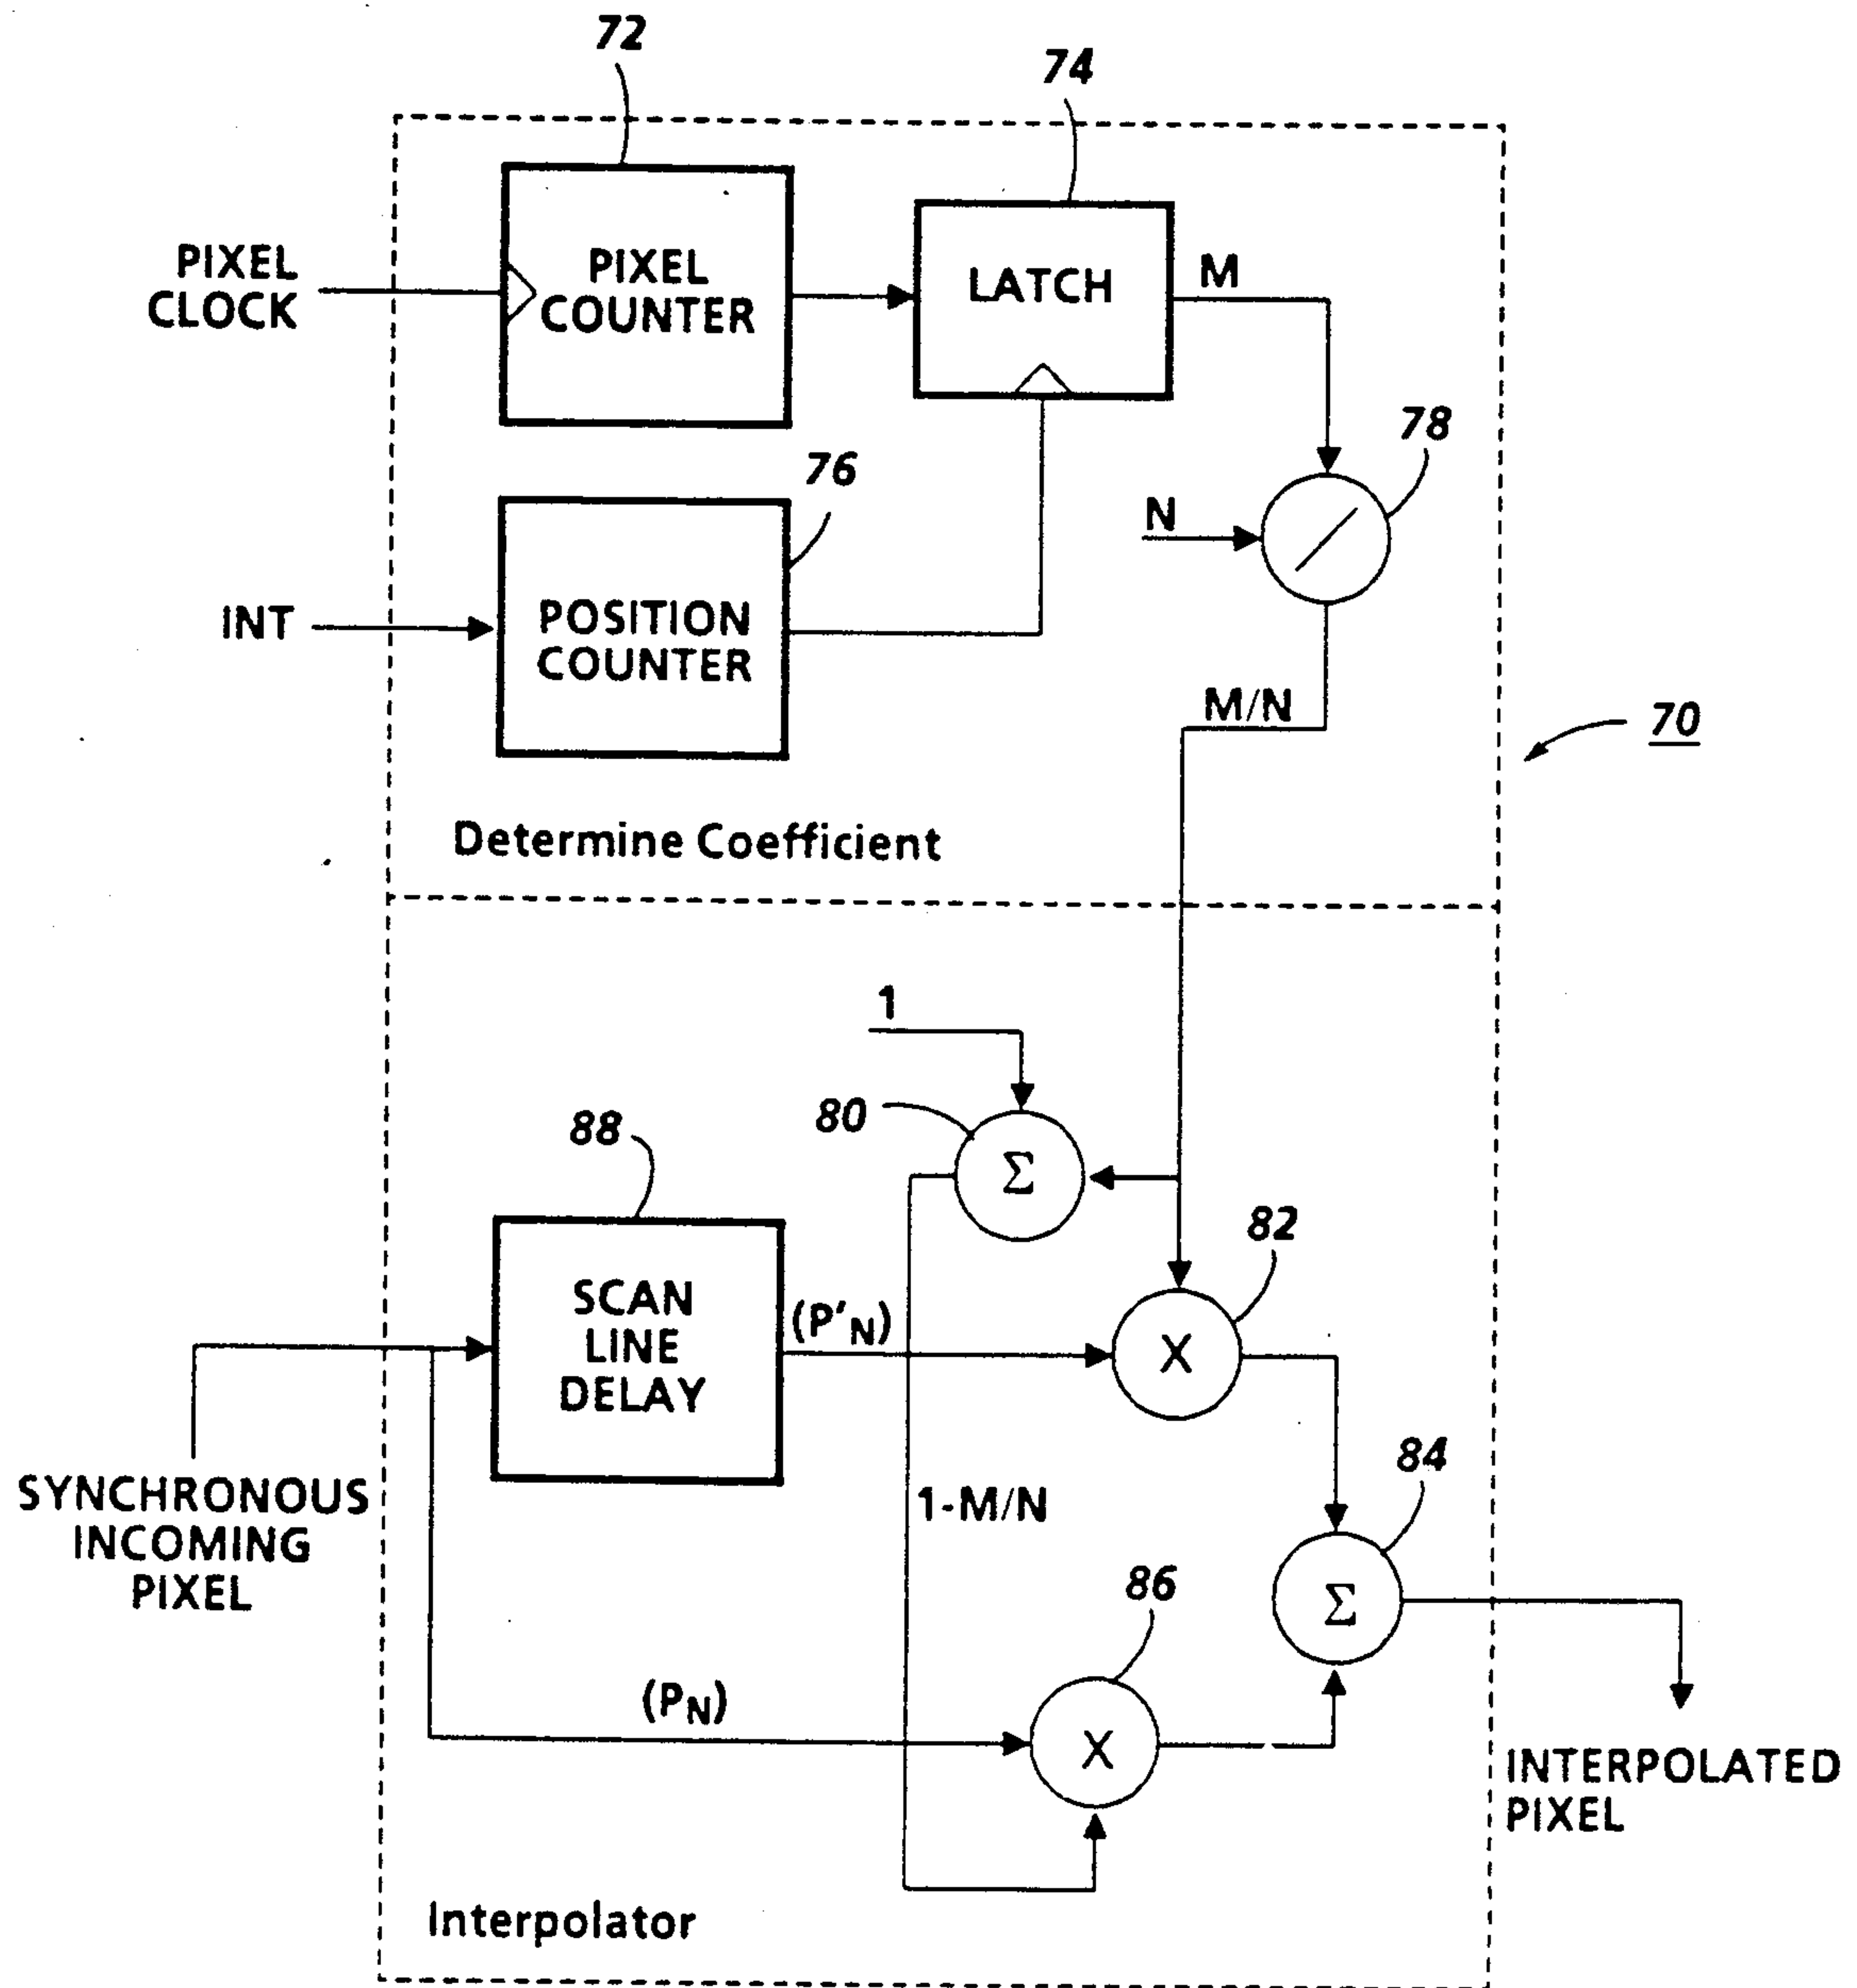 72
74
PIXEL
CLOCK
PIXEL
COUNTER
LATCH
M
78
76
N
INT
POSITION
COUNTER
M/N
70
Determine Coefficient
1
80
Σ
88
82
SCAN
LINE
DELAY
(P'N)
X
84
SYNCHRONOUS
INCOMING
PIXEL
1-M/N
86
Σ
(PN)
X
INTERPOLATED
PIXEL
Interpolator